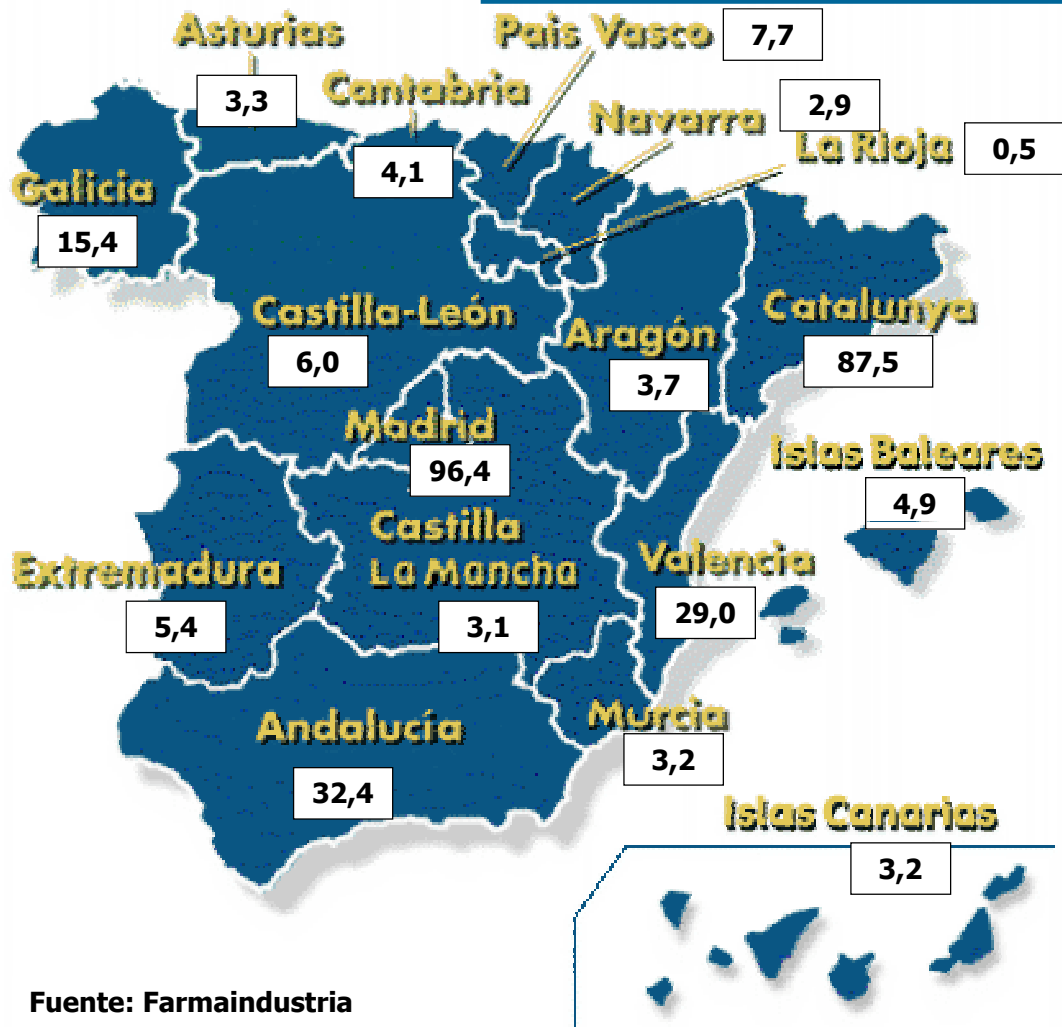 Asturias
3,3
Pais Vasco 7,7
Cantabria
4,1
Navarra 2,9
La Rioja 0,5
Galicia
15,4
Castilla-León
6,0
Aragón
3,7
Catalunya
87,5
Madrid
96,4
Islas Baleares
4,9
Castilla
La Mancha
3,1
Extremadura
5,4
Valencia
29,0
Andalucía
32,4
Murcia
3,2
Islas Canarias
3,2
Fuente: Farmaindustria